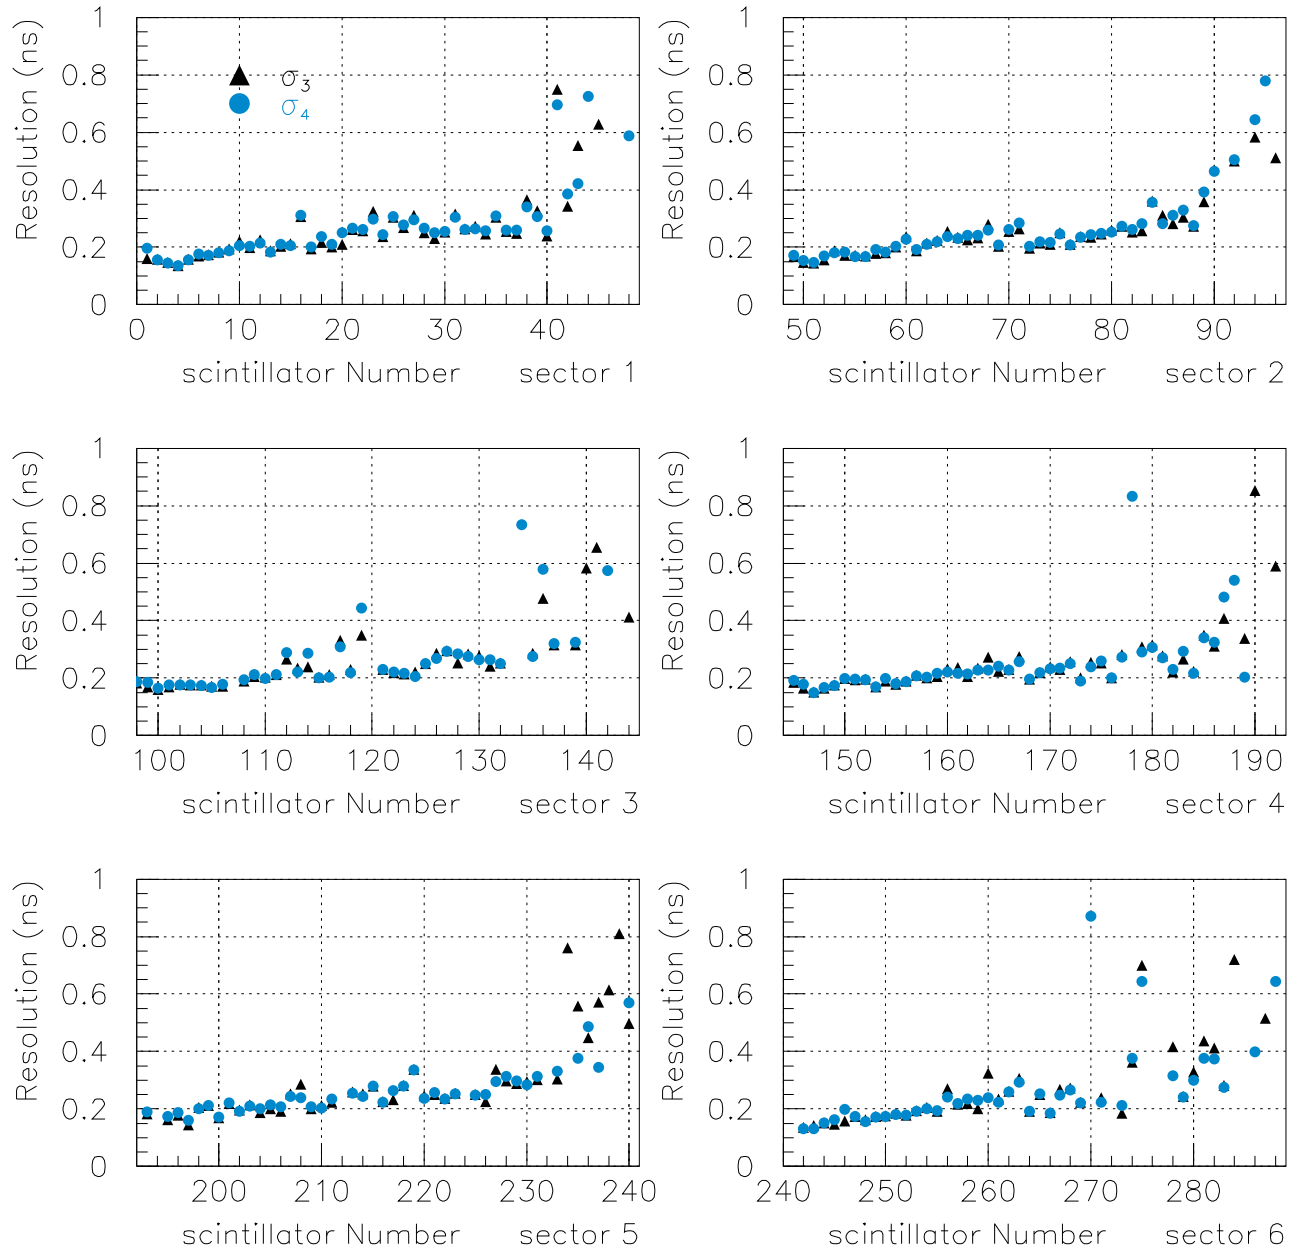 Resolution (ns)
1
0.8
0.6
0.4
0.2
0
σ3
σ4
0 10 20 30 40
scintillator Number sector 1
Resolution (ns)
1
0.8
0.6
0.4
0.2
0
50 60 70 80 90
scintillator Number sector 2
Resolution (ns)
1
0.8
0.6
0.4
0.2
0
100 110 120 130 140
scintillator Number sector 3
Resolution (ns)
1
0.8
0.6
0.4
0.2
0
150 160 170 180 190
scintillator Number sector 4
Resolution (ns)
1
0.8
0.6
0.4
0.2
0
200 210 220 230 240
scintillator Number sector 5
Resolution (ns)
1
0.8
0.6
0.4
0.2
0
240 250 260 270 280
scintillator Number sector 6